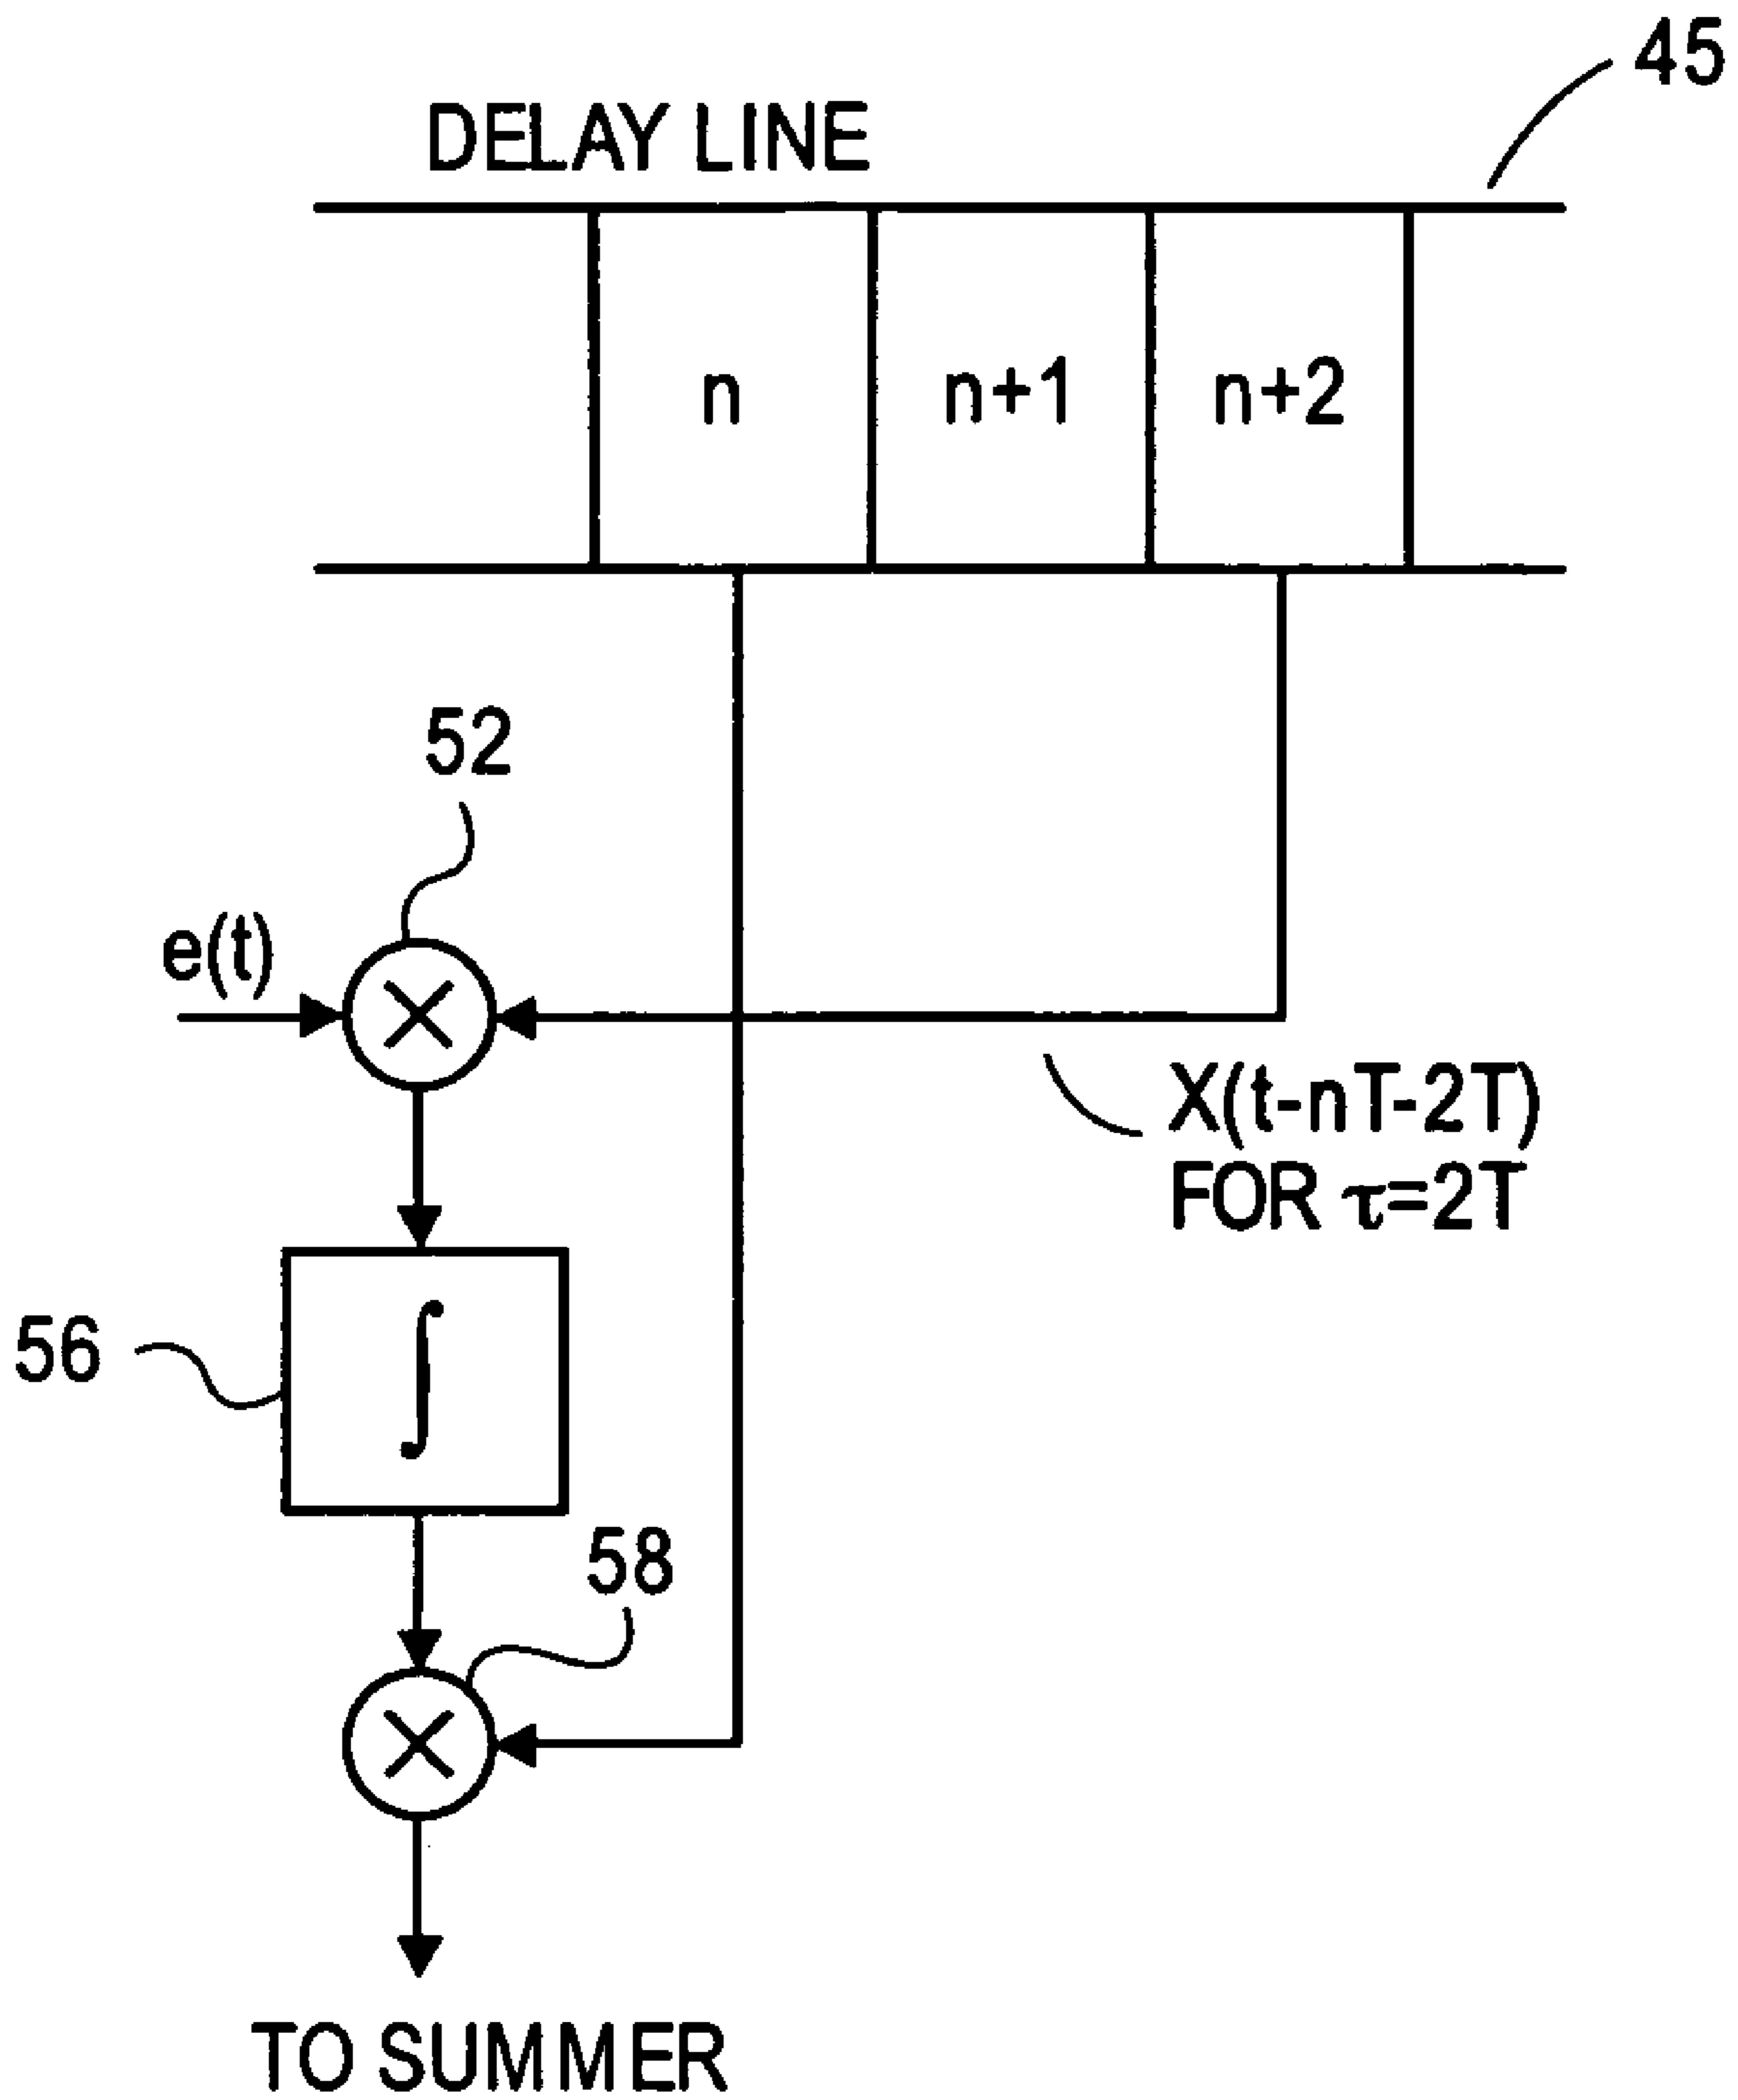 45
DELAY LINE
n
n+1
n+2
52
e(t)
X(t-nT-2T)
FOR τ=2T
56
∫
58
TO SUMMER